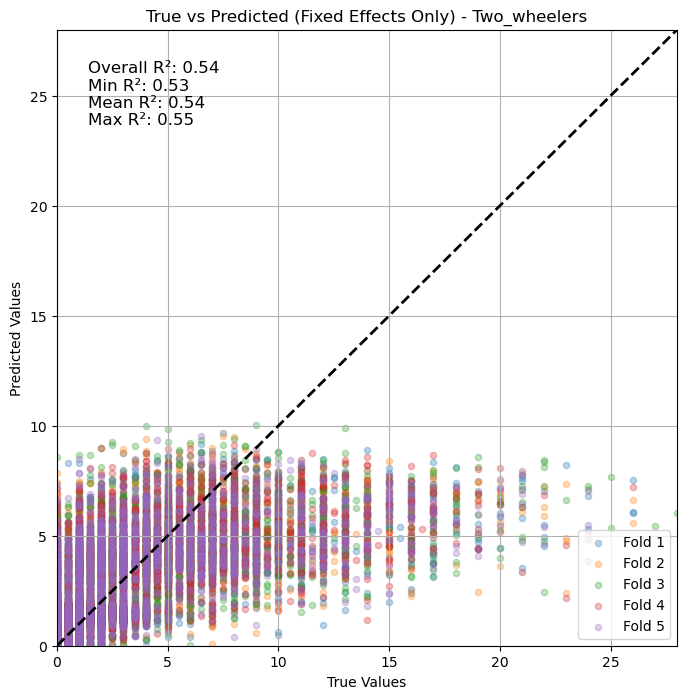 True vs Predicted (Fixed Effects Only) - Two_wheelers
Overall R²: 0.54
Min R²: 0.53
Mean R²: 0.54
Max R²: 0.55
25
20
15
10
5
0
Predicted Values
Fold 1
Fold 2
Fold 3
Fold 4
Fold 5
0 5 10 15 20 25
True Values